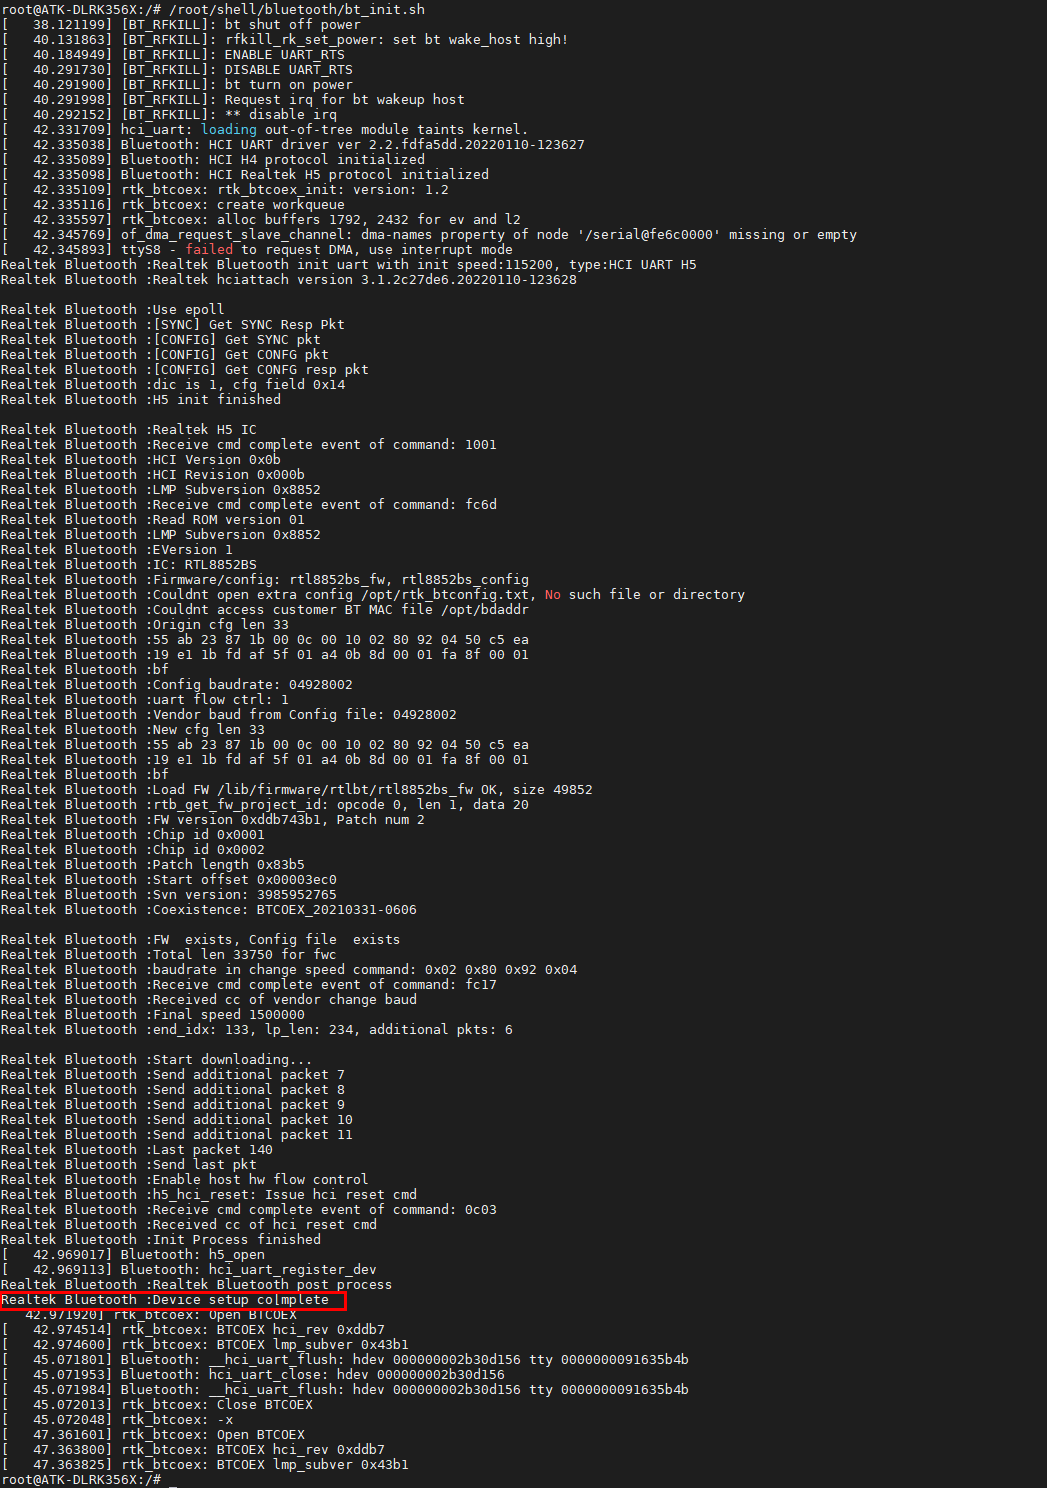 root@ATK-DLRK356X:/# /root/shell/bluetooth/bt_init.sh
[   38.121199] [BT_RFKILL]: bt shut off power
[   40.131863] [BT_RFKILL]: rfkill_rk_set_power: set bt wake_host high!
[   40.184949] [BT_RFKILL]: ENABLE UART_RTS
[   40.291730] [BT_RFKILL]: DISABLE UART_RTS
[   40.291900] [BT_RFKILL]: bt turn on power
[   40.291998] [BT_RFKILL]: Request irq for bt wakeup host
[   40.292152] [BT_RFKILL]: ** disable irq
[   42.331709] hci_uart: loading out-of-tree module taints kernel.
[   42.335038] Bluetooth: HCI UART driver ver 2.2.fdfa5dd.20220110-123627
[   42.335089] Bluetooth: HCI H4 protocol initialized
[   42.335098] Bluetooth: HCI Realtek H5 protocol initialized
[   42.335109] rtk_btcoex: rtk_btcoex_init: version: 1.2
[   42.335116] rtk_btcoex: create workqueue
[   42.335597] rtk_btcoex: alloc buffers 1792, 2432 for ev and l2
[   42.345769] of_dma_request_slave_channel: dma-names property of node '/serial@fe6c0000' missing or empty
[   42.345893] ttyS8 - failed to request DMA, use interrupt mode
Realtek Bluetooth :Realtek Bluetooth init uart with init speed:115200, type:HCI UART H5
Realtek Bluetooth :Realtek hciattach version 3.1.2c27de6.20220110-123628
Realtek Bluetooth :Use epoll
Realtek Bluetooth :[SYNC] Get SYNC Resp Pkt
Realtek Bluetooth :[CONFIG] Get SYNC pkt
Realtek Bluetooth :[CONFIG] Get CONFG pkt
Realtek Bluetooth :[CONFIG] Get CONFG resp pkt
Realtek Bluetooth :dic is 1, cfg field 0x14
Realtek Bluetooth :H5 init finished
Realtek Bluetooth :Realtek H5 IC
Realtek Bluetooth :Receive cmd complete event of command: 1001
Realtek Bluetooth :HCI Version 0x0b
Realtek Bluetooth :HCI Revision 0x000b
Realtek Bluetooth :LMP Subversion 0x8852
Realtek Bluetooth :Receive cmd complete event of command: fc6d
Realtek Bluetooth :Read ROM version 01
Realtek Bluetooth :LMP Subversion 0x8852
Realtek Bluetooth :EVersion 1
Realtek Bluetooth :IC: RTL8852BS
Realtek Bluetooth :Firmware/config: rtl8852bs_fw, rtl8852bs_config
Realtek Bluetooth :Couldnt open extra config /opt/rtk_btconfig.txt, No such file or directory
Realtek Bluetooth :Couldnt access customer BT MAC file /opt/bdaddr
Realtek Bluetooth :Origin cfg len 33
Realtek Bluetooth :55 ab 23 87 1b 00 0c 00 10 02 80 92 04 50 c5 ea
Realtek Bluetooth :19 e1 1b fd af 5f 01 a4 0b 8d 00 01 fa 8f 00 01
Realtek Bluetooth :bf
Realtek Bluetooth :Config baudrate: 04928002
Realtek Bluetooth :uart flow ctrl: 1
Realtek Bluetooth :Vendor baud from Config file: 04928002
Realtek Bluetooth :New cfg len 33
Realtek Bluetooth :55 ab 23 87 1b 00 0c 00 10 02 80 92 04 50 c5 ea
Realtek Bluetooth :19 e1 1b fd af 5f 01 a4 0b 8d 00 01 fa 8f 00 01
Realtek Bluetooth :bf
Realtek Bluetooth :Load FW /lib/firmware/rtlbt/rtl8852bs_fw OK, size 49852
Realtek Bluetooth :rtb_get_fw_project_id: opcode 0, len 1, data 20
Realtek Bluetooth :FW version 0xddb743b1, Patch num 2
Realtek Bluetooth :Chip id 0x0001
Realtek Bluetooth :Chip id 0x0002
Realtek Bluetooth :Patch length 0x83b5
Realtek Bluetooth :Start offset 0x00003ec0
Realtek Bluetooth :Svn version: 3985952765
Realtek Bluetooth :Coexistence: BTCOEX_20210331-0606
Realtek Bluetooth :FW  exists, Config file  exists
Realtek Bluetooth :Total len 33750 for fwc
Realtek Bluetooth :baudrate in change speed command: 0x02 0x80 0x92 0x04
Realtek Bluetooth :Receive cmd complete event of command: fc17
Realtek Bluetooth :Received cc of vendor change baud
Realtek Bluetooth :Final speed 1500000
Realtek Bluetooth :end_idx: 133, lp_len: 234, additional pkts: 6
Realtek Bluetooth :Start downloading...
Realtek Bluetooth :Send additional packet 7
Realtek Bluetooth :Send additional packet 8
Realtek Bluetooth :Send additional packet 9
Realtek Bluetooth :Send additional packet 10
Realtek Bluetooth :Send additional packet 11
Realtek Bluetooth :Last packet 140
Realtek Bluetooth :Send last pkt
Realtek Bluetooth :Enable host hw flow control
Realtek Bluetooth :h5_hci_reset: Issue hci reset cmd
Realtek Bluetooth :Receive cmd complete event of command: 0c03
Realtek Bluetooth :Received cc of hci reset cmd
Realtek Bluetooth :Init Process finished
[   42.969017] Bluetooth: h5_open
[   42.969113] Bluetooth: hci_uart_register_dev
Realtek Bluetooth :Realtek Bluetooth post process
Realtek Bluetooth :Device setup co[mplete
   42.971920] rtk_btcoex: Open BTCOEX
[   42.974514] rtk_btcoex: BTCOEX hci_rev 0xddb7
[   42.974600] rtk_btcoex: BTCOEX lmp_subver 0x43b1
[   45.071801] Bluetooth: __hci_uart_flush: hdev 000000002b30d156 tty 0000000091635b4b
[   45.071953] Bluetooth: hci_uart_close: hdev 000000002b30d156
[   45.071984] Bluetooth: __hci_uart_flush: hdev 000000002b30d156 tty 0000000091635b4b
[   45.072013] rtk_btcoex: Close BTCOEX
[   45.072048] rtk_btcoex: -x
[   47.361601] rtk_btcoex: Open BTCOEX
[   47.363800] rtk_btcoex: BTCOEX hci_rev 0xddb7
[   47.363825] rtk_btcoex: BTCOEX lmp_subver 0x43b1
root@ATK-DLRK356X:/# _